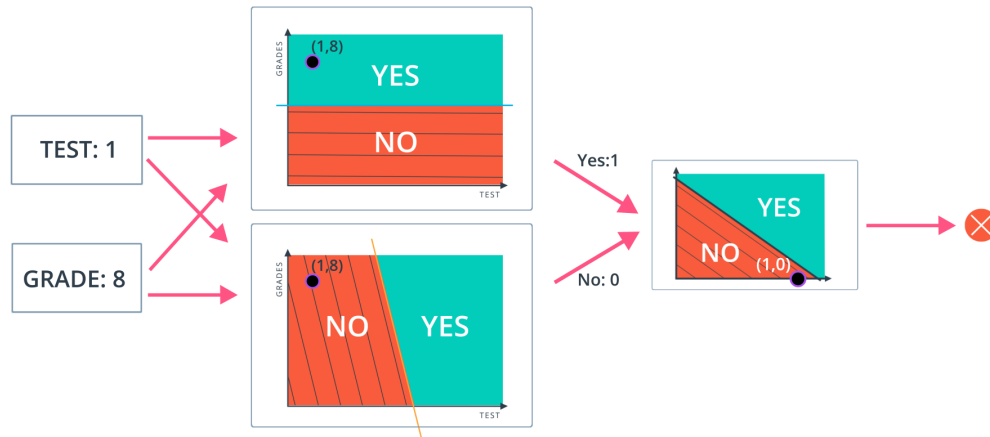 TEST: 1
GRADE: 8
GRADES
(1,8)
YES
NO
TEST
GRADES
(1,8)
NO
YES
TEST
Yes:1
No: 0
YES
NO
(1,0)